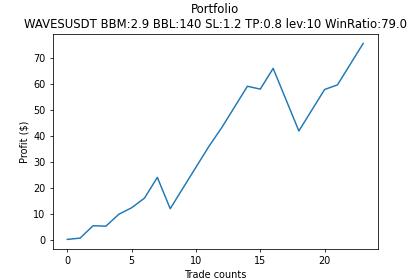 Portfolio
WAVESUSDT BBM:2.9 BBL:140 SL:1.2 TP:0.8 lev:10 WinRatio:79.0
70
60
50
40
30
20
10
0
Profit ($)
0 5 10 15 20
Trade counts